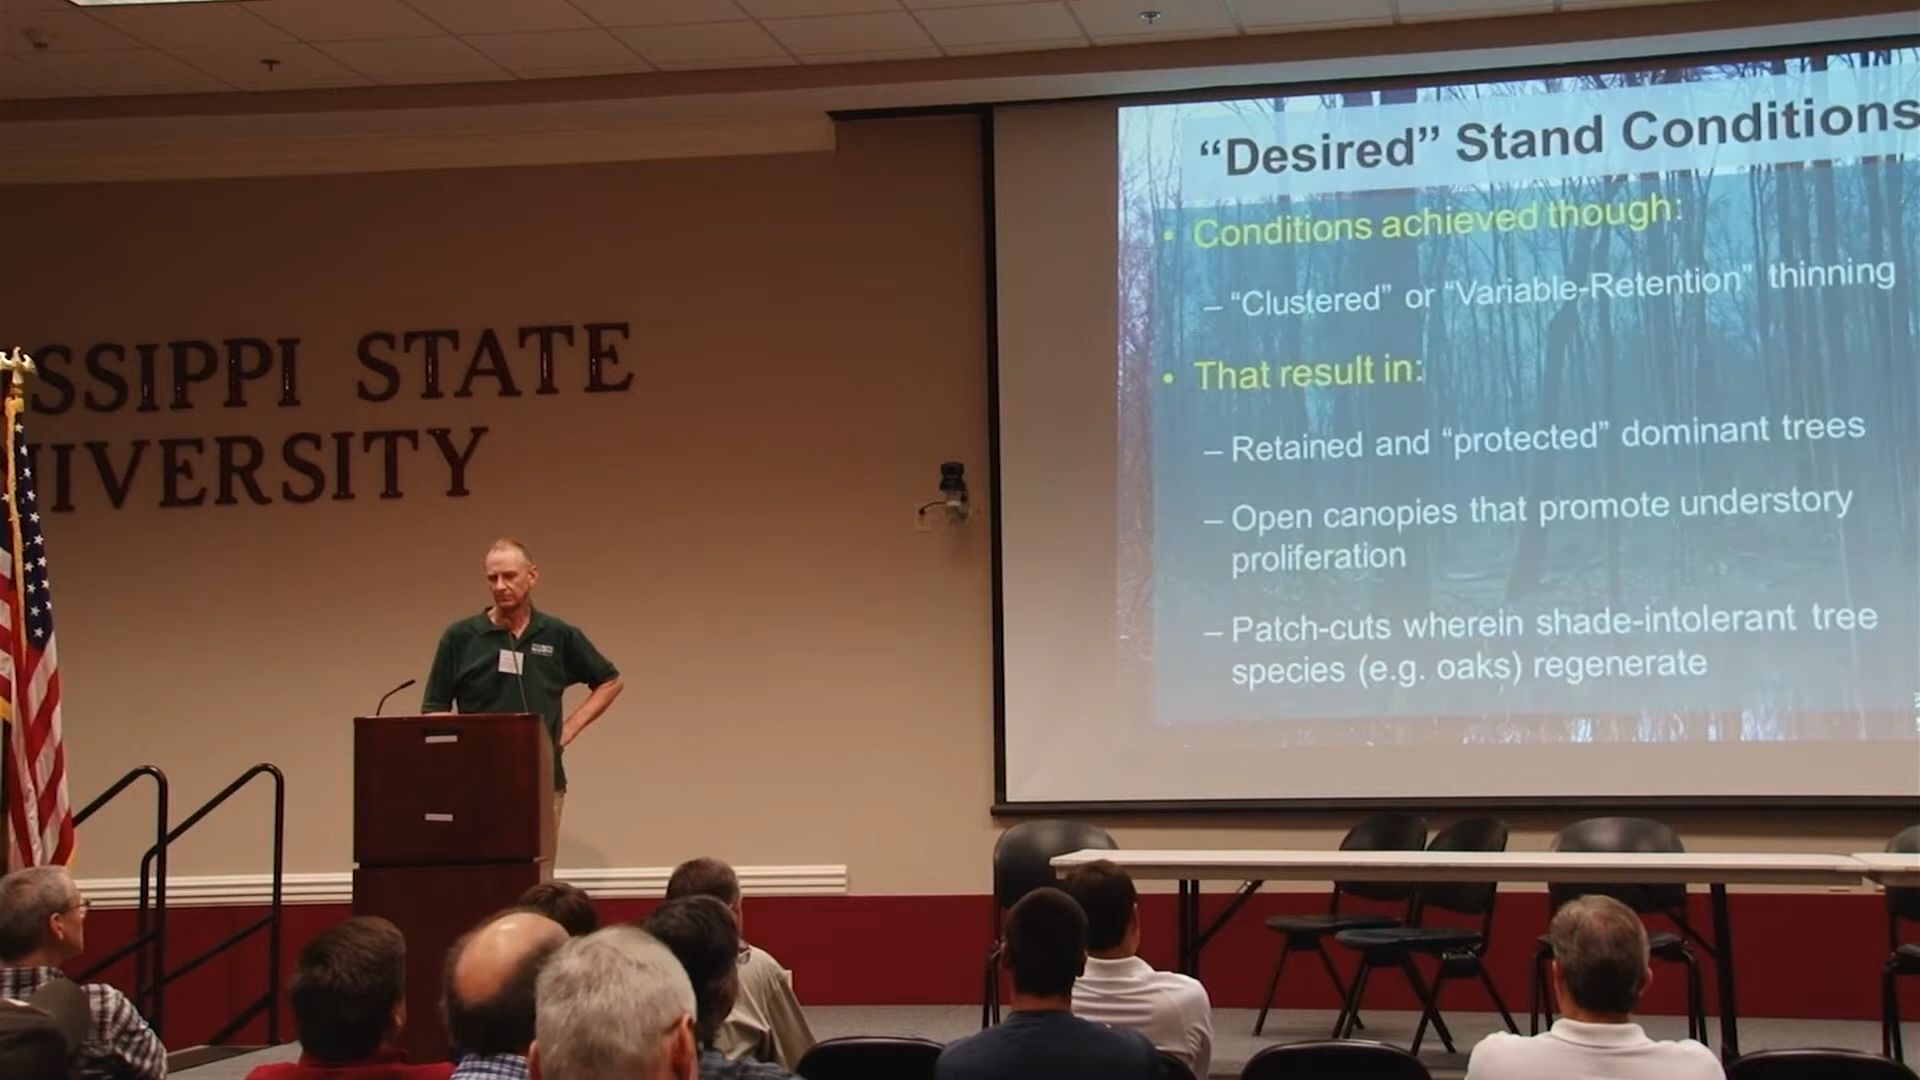 “Desired” Stand Conditions
• Conditions achieved though:
– “Clustered” or “Variable-Retention” thinning
• That result in:
– Retained and “protected” dominant trees
– Open canopies that promote understory
proliferation
– Patch-cuts wherein shade-intolerant tree
species (e.g. oaks) regenerate
SSIPPI STATE
IVERSITY